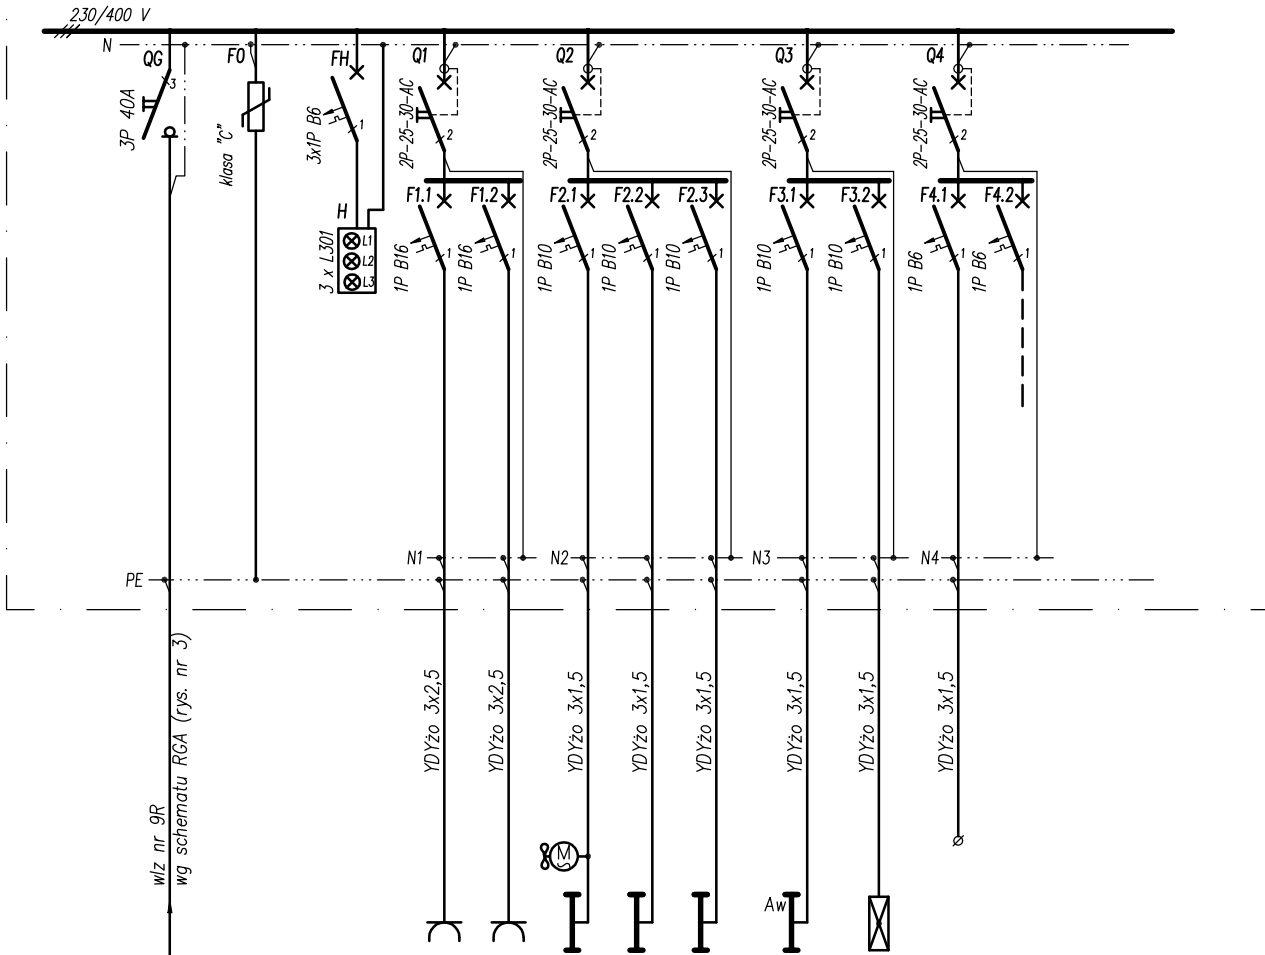 230/400 V
N
QG
FO
FH
Q1
Q2
Q3
Q4
3
3P 40A
klasa "C"
3x1P B6
1
2P-25-30-AC
2
2P-25-30-AC
2
2P-25-30-AC
2
2P-25-30-AC
2
H
L1
L2
L3
3 x L301
F1.1
F1.2
F2.1
F2.2
F2.3
F3.1
F3.2
F4.1
F4.2
1P B16
1
1P B16
1
1P B10
1
1P B10
1
1P B10
1
1P B10
1
1P B10
1
1P B6
1
1P B6
1
N1
N2
N3
N4
PE
wlz nr 9R
wg schematu RGA (rys. nr 3)
YDYżo 3x2,5
YDYżo 3x2,5
YDYżo 3x1,5
YDYżo 3x1,5
YDYżo 3x1,5
YDYżo 3x1,5
YDYżo 3x1,5
YDYżo 3x1,5
M
Aw